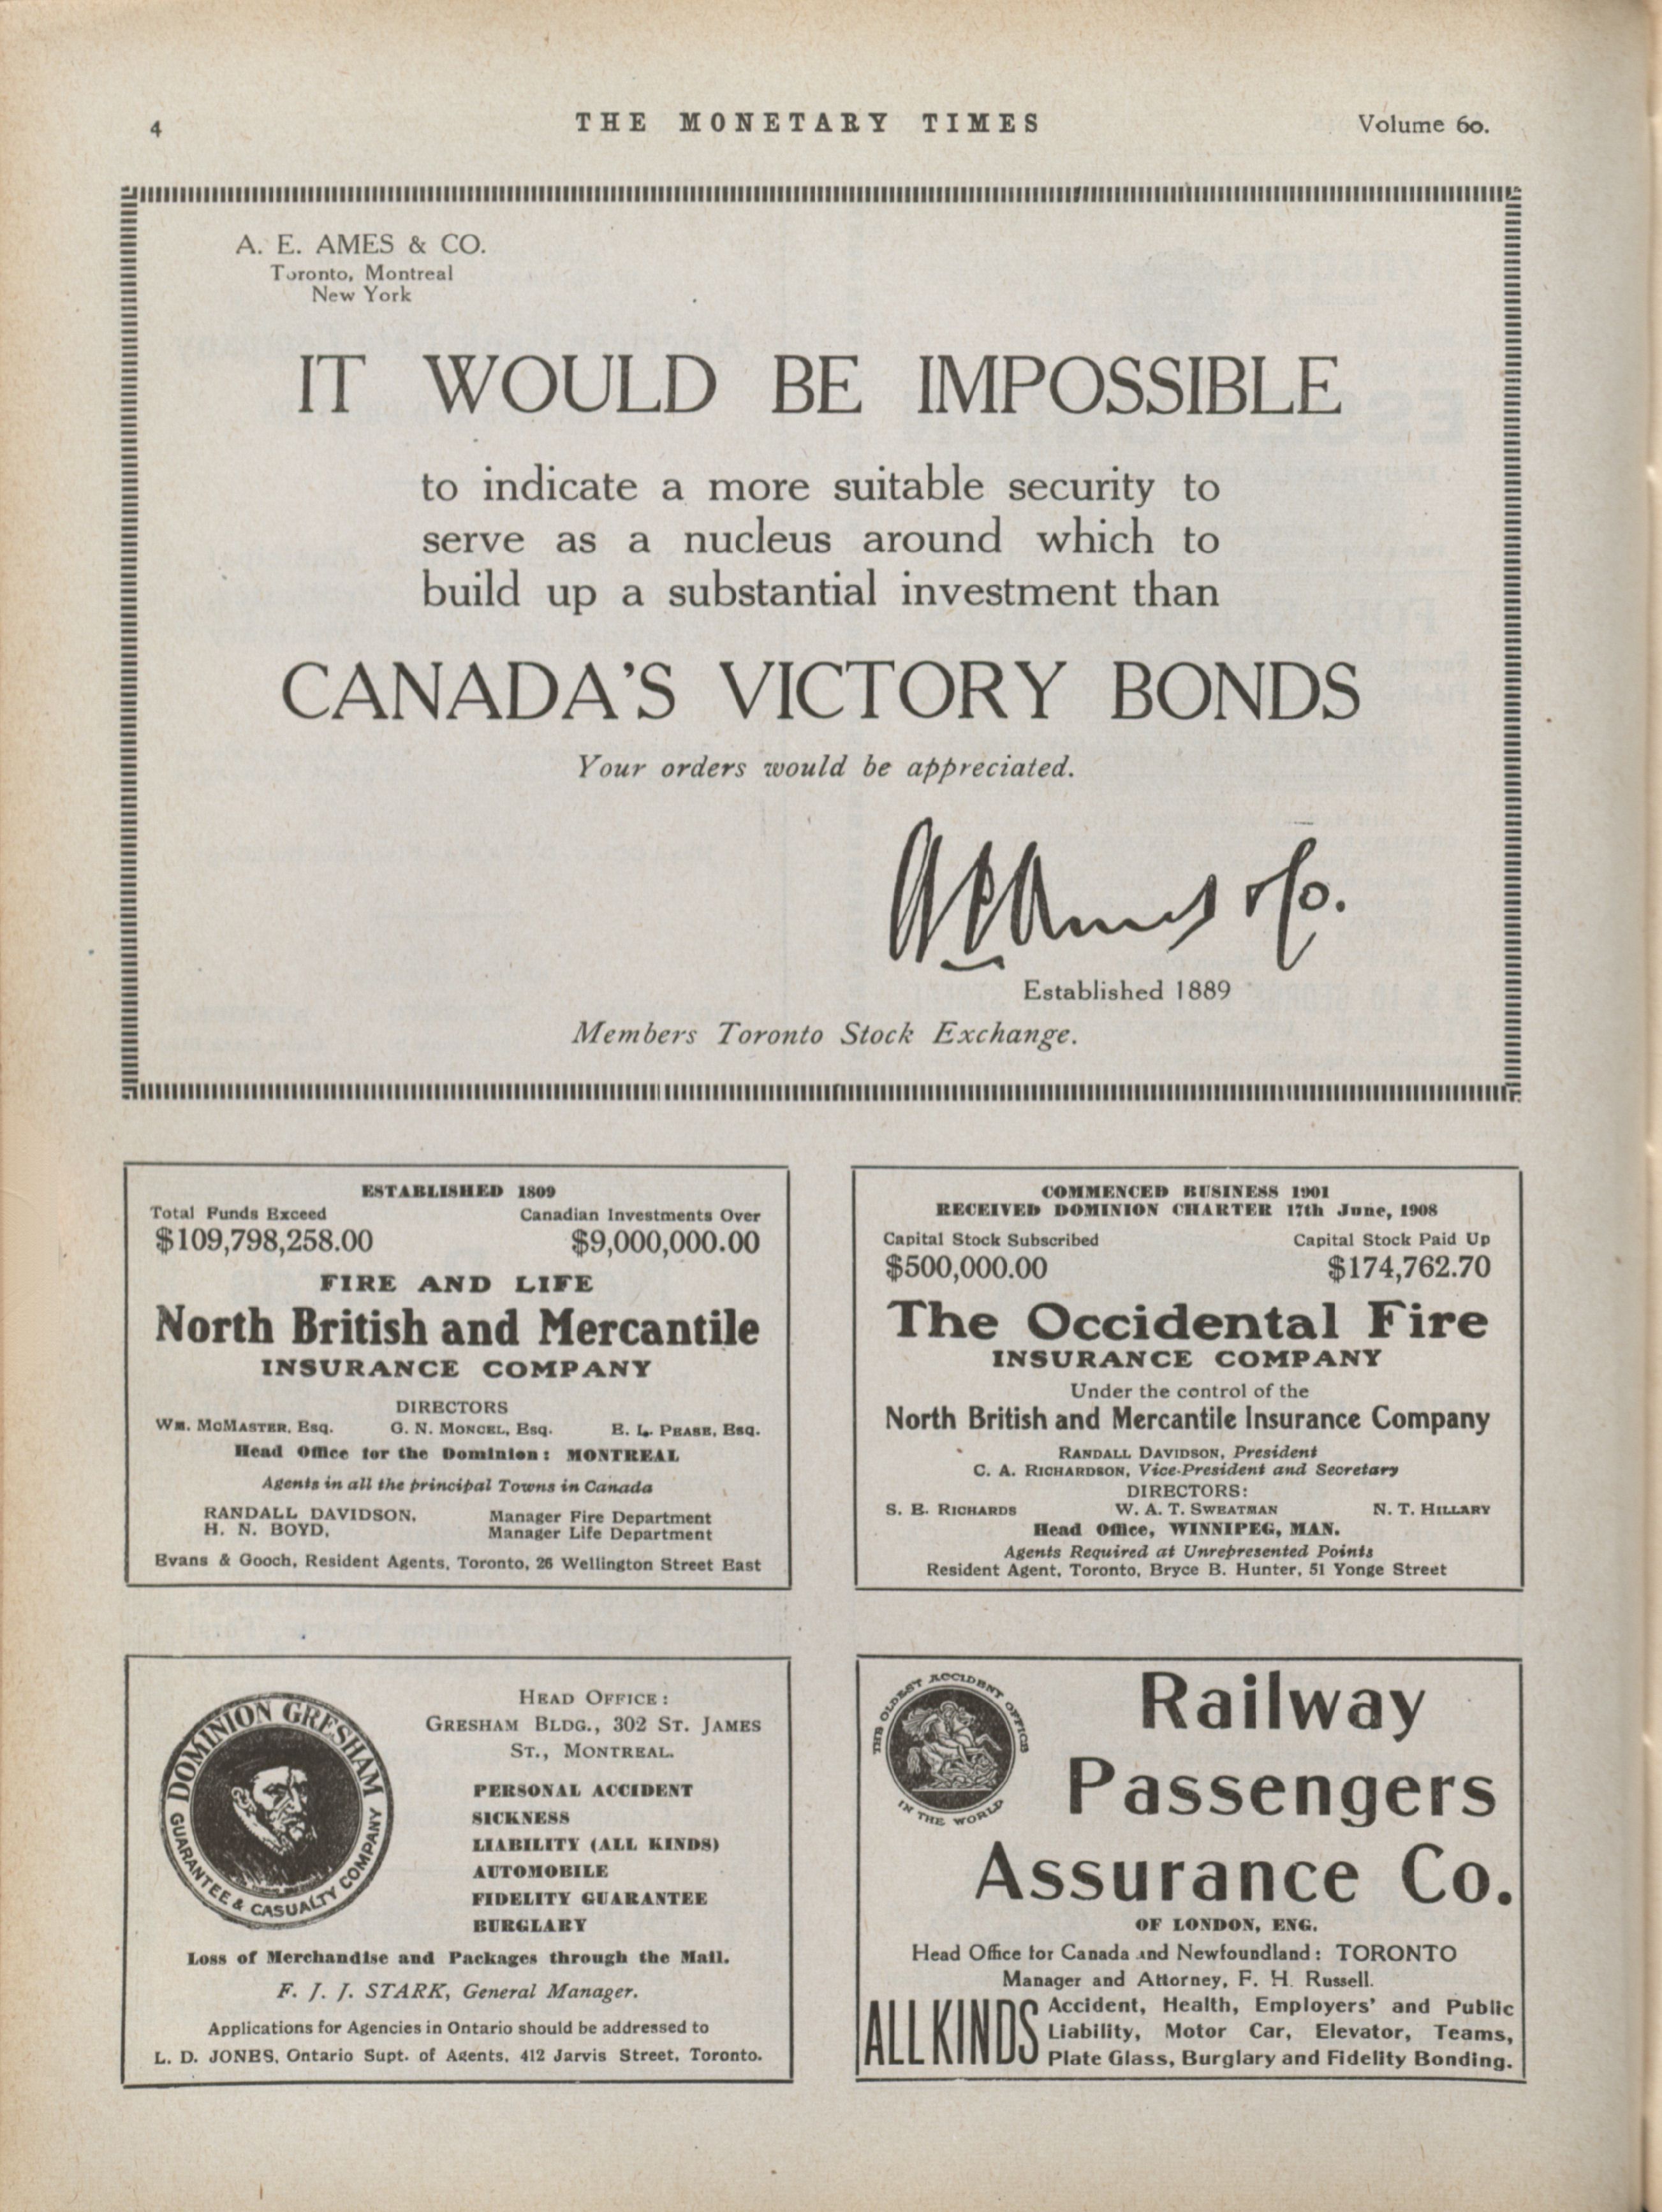 4
THE MONETARY TIMES
Volume 60.
A. E. AMES & CO.
Toronto, Montreal
New York
IT WOULD BE IMPOSSIBLE
to indicate a more suitable security to
serve as a nucleus around which to
build up a substantial investment than
CANADA'S VICTORY BONDS
Your orders would be appreciated.
A E Ames & Co.
Established 1889
Members Toronto Stock Exchange.
ESTABLISHED 1809
Total Funds Exceed Canadian Investments Over
$109,798,258.00 $9,000,000.00
FIRE AND LIFE
North British and Mercantile
INSURANCE COMPANY
DIRECTORS
WM. MCMASTER, Esq. G. N. MONCEL, Esq. E. L. PEASE, Esq.
Head Office for the Dominion: MONTREAL
Agents in all the principal Towns in Canada
RANDALL DAVIDSON, Manager Fire Department
H. N. BOYD, Manager Life Department
Evans & Gooch, Resident Agents, Toronto, 26 Wellington Street East
COMMENCED BUSINESS 1901
RECEIVED DOMINION CHARTER 17th June, 1908
Capital Stock Subscribed Capital Stock Paid Up
$500,000.00 $174,762.70
The Occidental Fire
INSURANCE COMPANY
Under the control of the
North British and Mercantile Insurance Company
RANDALL DAVIDSON, President
C. A. RICHARDSON, Vice-President and Secretary
DIRECTORS:
S. E. RICHARDS W. A. T. SWEATMAN N. T. HILLARY
Head Office, WINNIPEG, MAN.
Agents Required at Unrepresented Points
Resident Agent, Toronto, Bryce B. Hunter, 51 Yonge Street
DOMINION GRESHAM
GUARANTEE & CASUALTY COMPANY
HEAD OFFICE:
GRESHAM BLDG., 302 ST. JAMES
ST., MONTREAL.
PERSONAL ACCIDENT
SICKNESS
LIABILITY (ALL KINDS)
AUTOMOBILE
FIDELITY GUARANTEE
BURGLARY
Loss of Merchandise and Packages through the Mail.
F. J. J. STARK, General Manager.
Applications for Agencies in Ontario should be addressed to
L. D. JONES, Ontario Supt. of Agents, 412 Jarvis Street, Toronto.
THE OLDEST ACCIDENT OFFICE
IN THE WORLD
Railway
Passengers
Assurance Co.
OF LONDON, ENG.
Head Office for Canada and Newfoundland: TORONTO
Manager and Attorney, F. H. Russell.
ALL KINDS
Accident, Health, Employers' and Public
Liability, Motor Car, Elevator, Teams,
Plate Glass, Burglary and Fidelity Bonding.